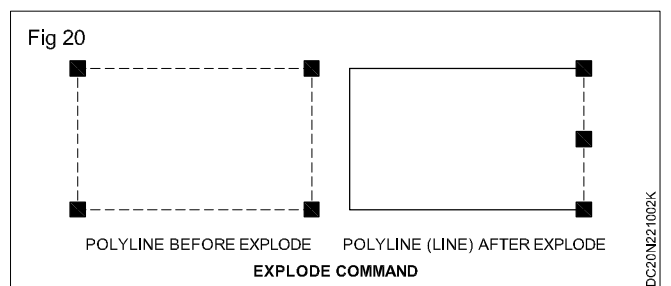 Fig 20
POLYLINE BEFORE EXPLODE
POLYLINE (LINE) AFTER EXPLODE
EXPLODE COMMAND
DC20N221002K